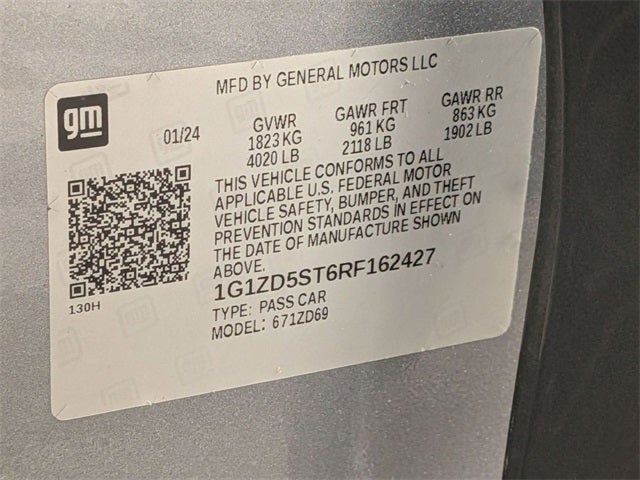 MFD BY GENERAL MOTORS LLC
gm
01/24
GVWR
1823 KG
4020 LB
GAWR FRT
961 KG
2118 LB
GAWR RR
863 KG
1902 LB
THIS VEHICLE CONFORMS TO ALL
APPLICABLE U.S. FEDERAL MOTOR
VEHICLE SAFETY, BUMPER, AND THEFT
PREVENTION STANDARDS IN EFFECT ON
THE DATE OF MANUFACTURE SHOWN
ABOVE.
1G1ZD5ST6RF162427
TYPE: PASS CAR
MODEL: 671ZD69
130H